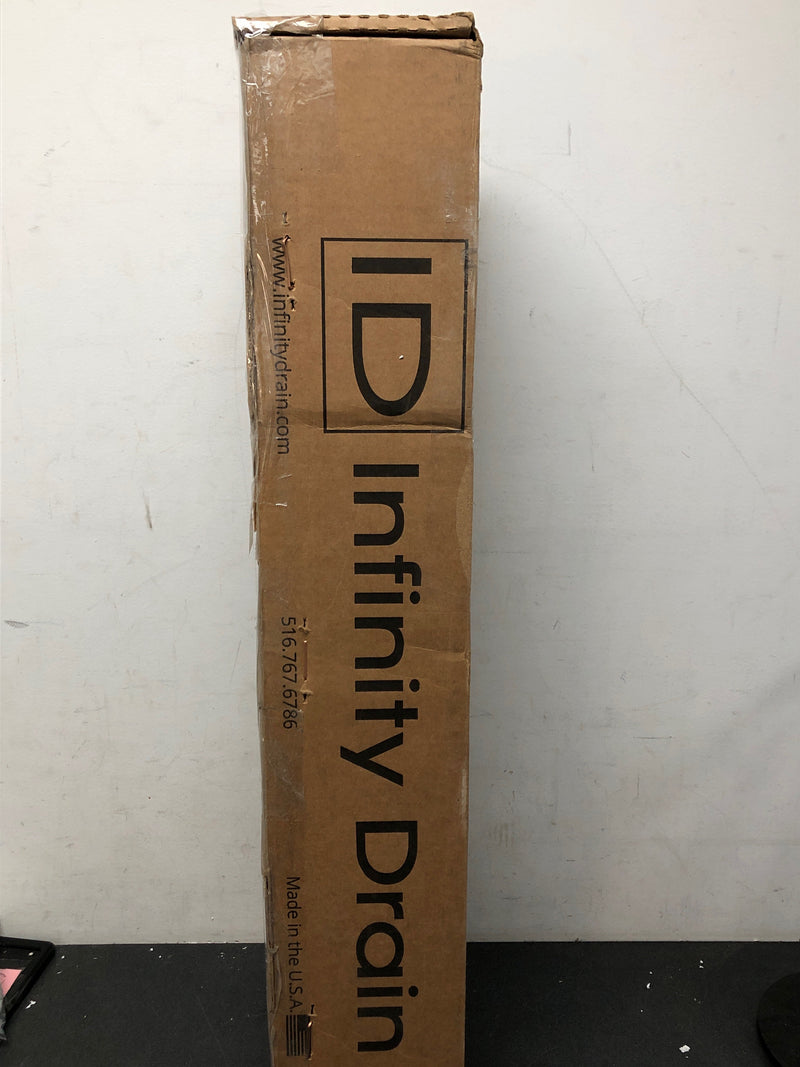 ID Infinity Drain
www.infinitydrain.com
516.767.6786
Made in the U.S.A.